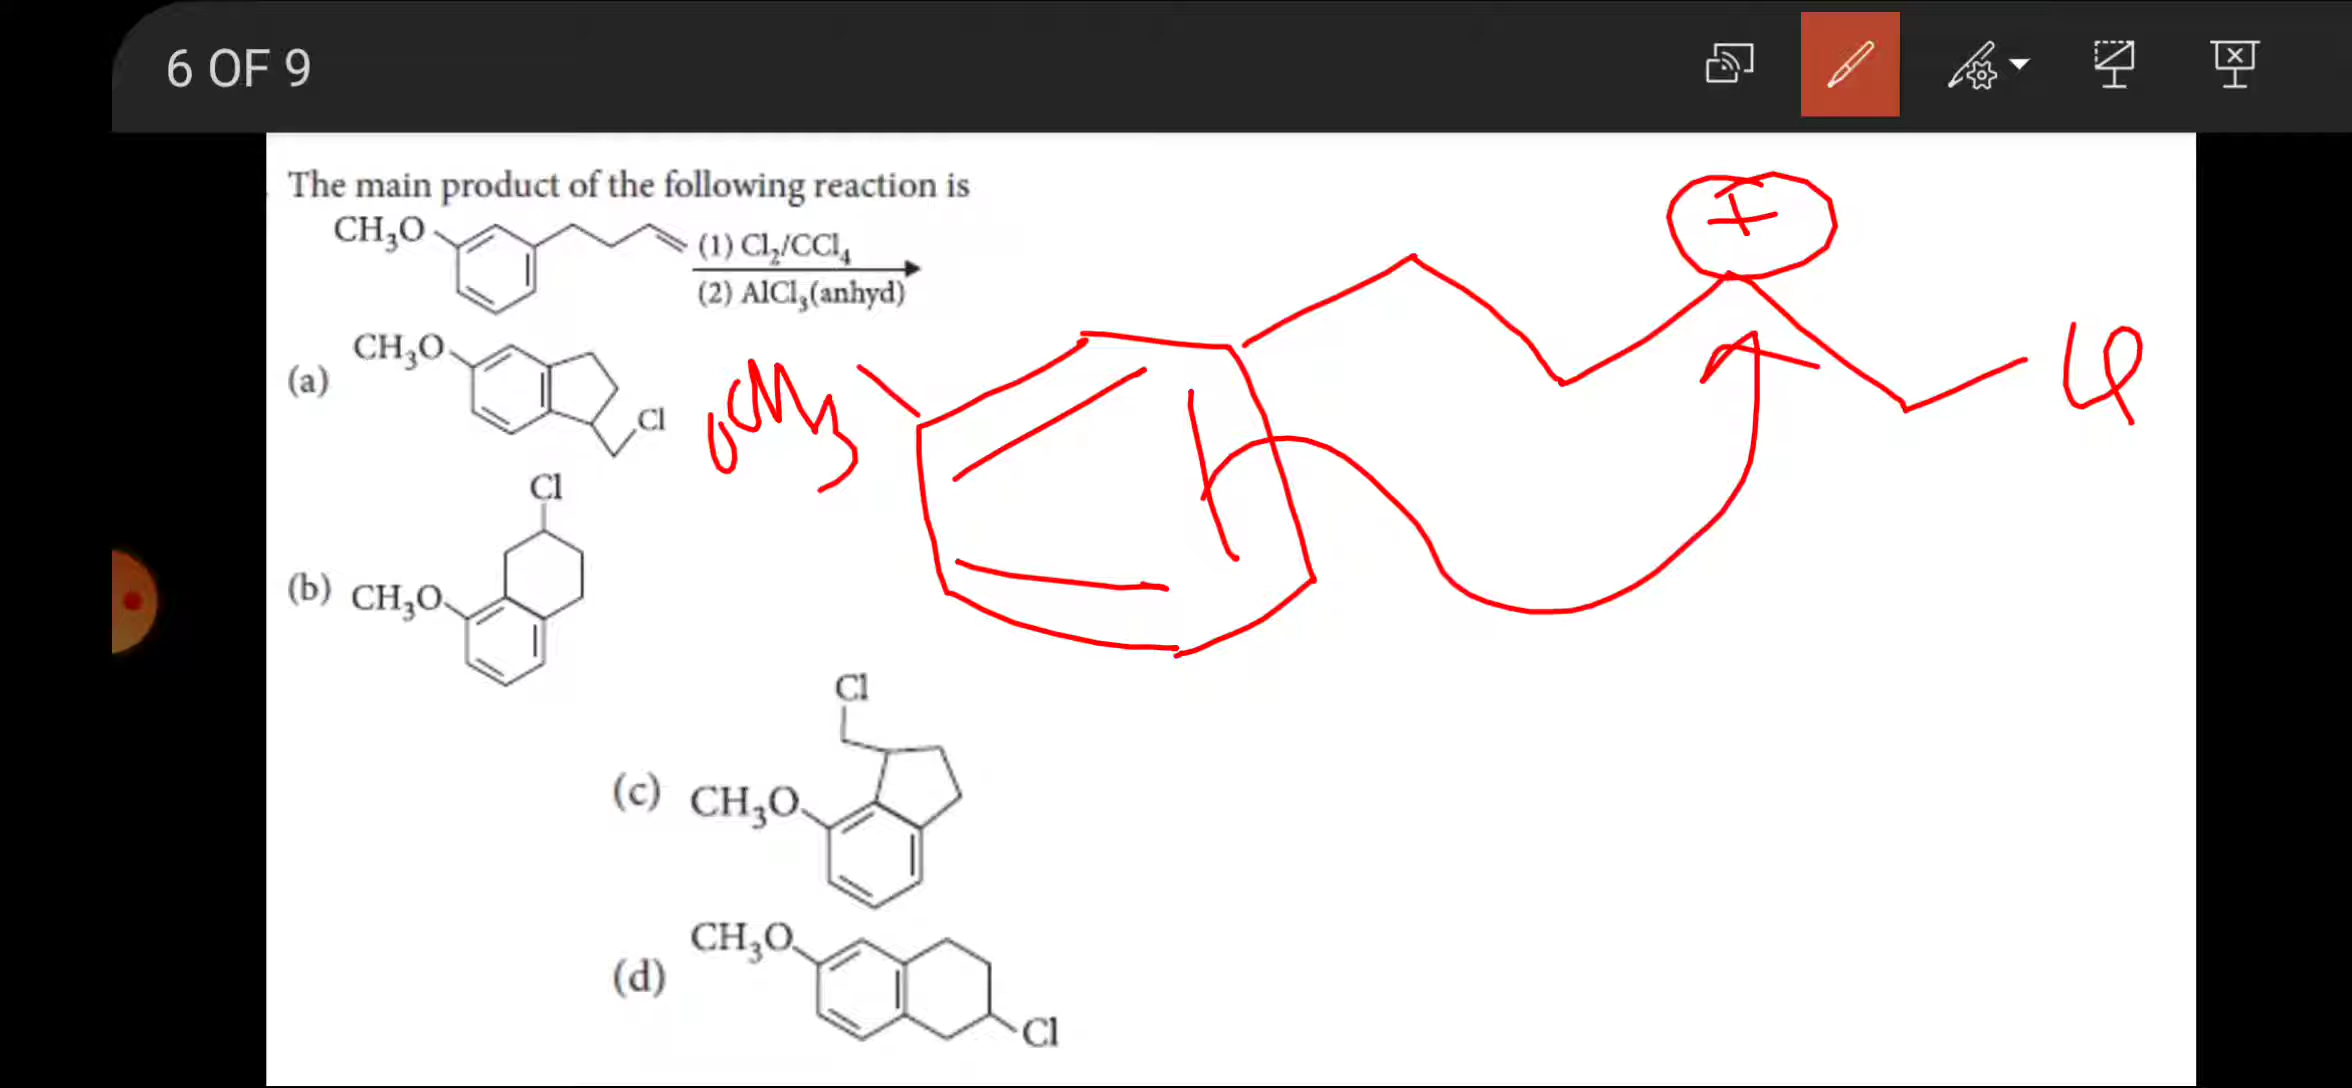 6 OF 9
The main product of the following reaction is
CH₃O
(1) Cl₂/CCl₄
(2) AlCl₃(anhyd)
(a) CH₃O
Cl
Cl
(b) CH₃O
Cl
(c) CH₃O
CH₃O
(d)
Cl
OCH₃
+
Cl